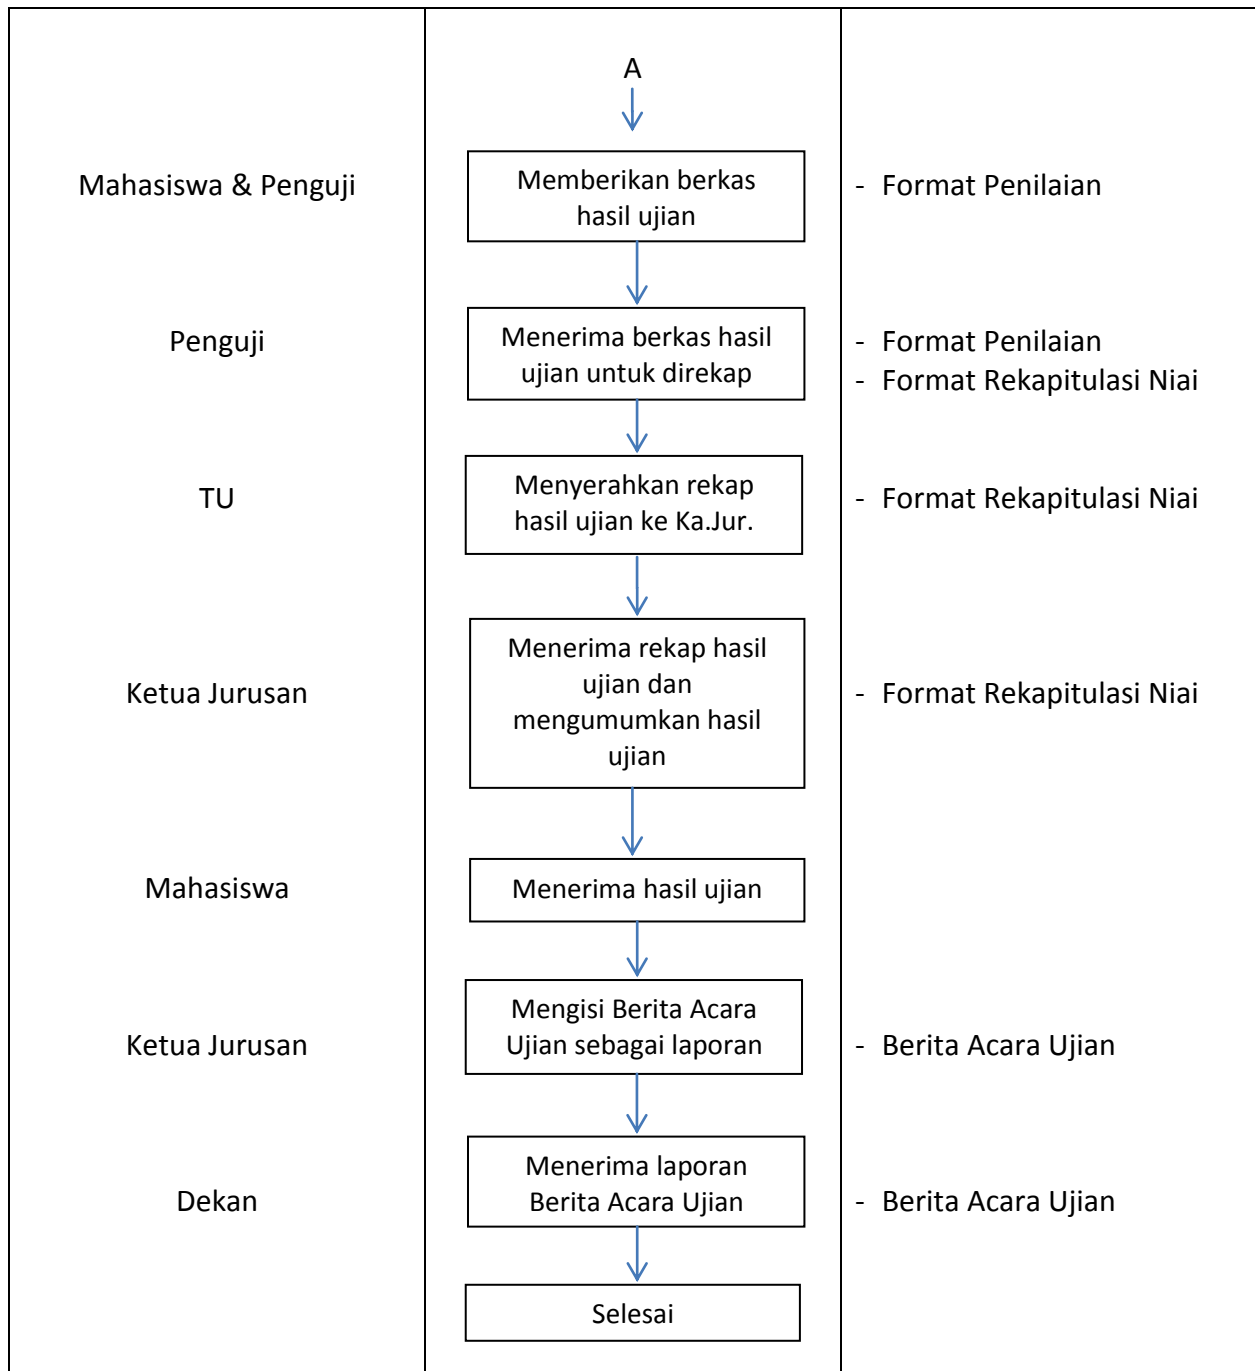 A
Mahasiswa & Penguji
Memberikan berkas
hasil ujian
- Format Penilaian
Penguji
Menerima berkas hasil
ujian untuk direkap
- Format Penilaian
- Format Rekapitulasi Niai
TU
Menyerahkan rekap
hasil ujian ke Ka.Jur.
- Format Rekapitulasi Niai
Ketua Jurusan
Menerima rekap hasil
ujian dan
mengumumkan hasil
ujian
- Format Rekapitulasi Niai
Mahasiswa
Menerima hasil ujian
Ketua Jurusan
Mengisi Berita Acara
Ujian sebagai laporan
- Berita Acara Ujian
Dekan
Menerima laporan
Berita Acara Ujian
- Berita Acara Ujian
Selesai